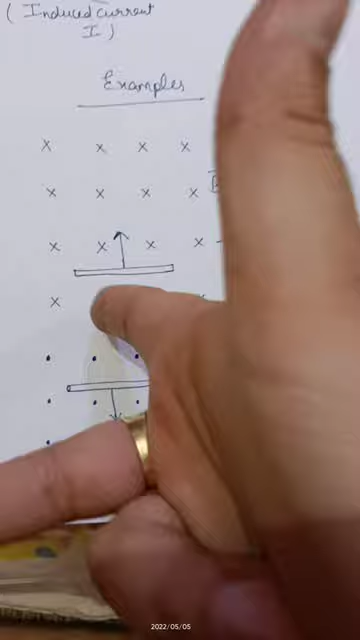 ( Induced current
I )
Examples
x x x x
x x x x
x x x x
x
2022/05/05